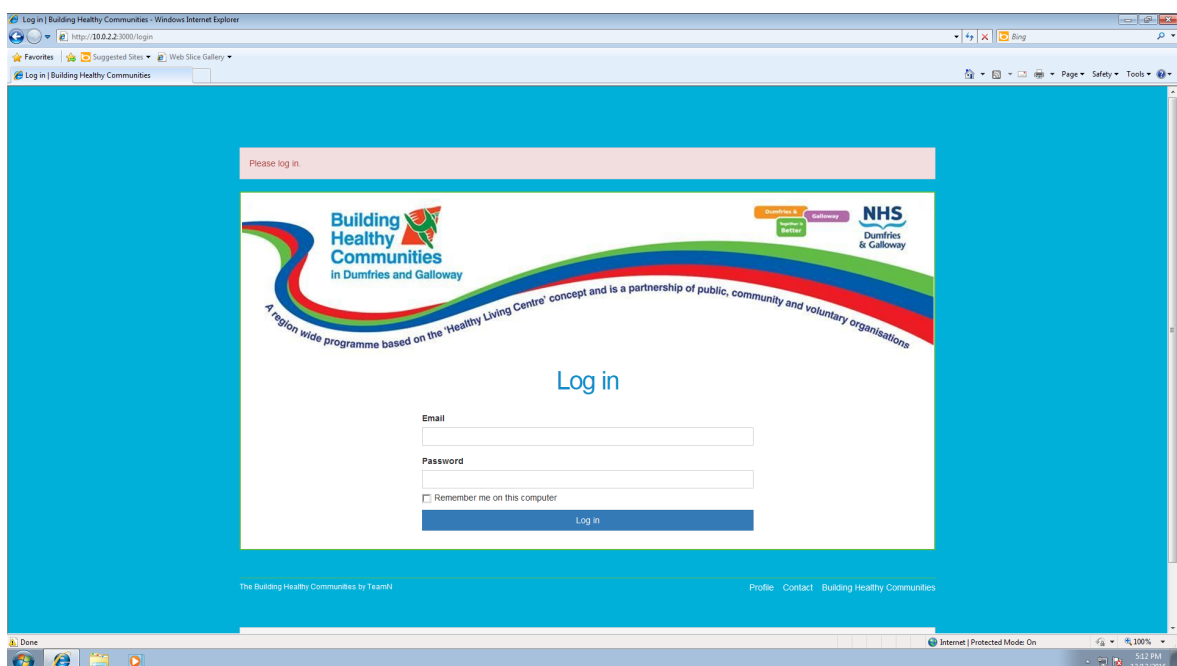 Log in | Building Healthy Communities - Windows Internet Explorer
http://10.0.2.2:3000/login
Bing
Favorites
Suggested Sites
Web Slice Gallery
Log in | Building Healthy Communities
Page
Safety
Tools
Please log in.
Building
Healthy
Communities
in Dumfries and Galloway
Dumfries &
Galloway
Together is
Better
NHS
Dumfries
& Galloway
A region wide programme based on the 'Healthy Living Centre' concept and is a partnership of public, community and voluntary organisations
Log in
Email
Password
Remember me on this computer
Log in
The Building Healthy Communities by TeamN
Profile Contact Building Healthy Communities
Done
Internet | Protected Mode: On
100%
5:12 PM